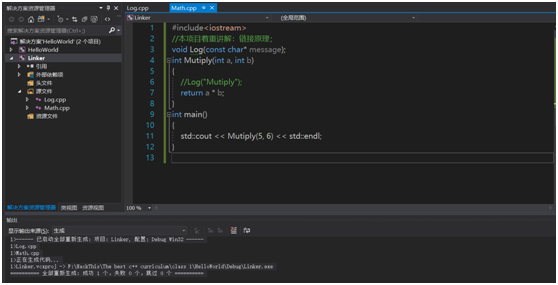 解决方案资源管理器
搜索解决方案资源管理器(Ctrl+;)
解决方案'HelloWorld' (2 个项目)
HelloWorld
Linker
引用
外部依赖项
头文件
源文件
Log.cpp
Math.cpp
资源文件
解决方案资源管理器 类视图 资源视图
Log.cpp Math.cpp
Linker (全局范围)
1 #include<iostream>
2 //本项目着重讲解：链接原理；
3 void Log(const char* message);
4 int Mutiply(int a, int b)
5 {
6 //Log("Mutiply");
7 return a * b;
8 }
9 int main()
10 {
11 std::cout << Mutiply(5, 6) << std::endl;
12 }
13
100 %
输出
显示输出来源(S): 生成
1>------ 已启动全部重新生成: 项目: Linker, 配置: Debug Win32 ------
1>Log.cpp
1>Math.cpp
1>正在生成代码...
1>Linker.vcxproj -> F:\HackThis\The best c++ curriculum\class 1\HelloWorld\Debug\Linker.exe
========== 全部重新生成: 成功 1 个，失败 0 个，跳过 0 个 ==========